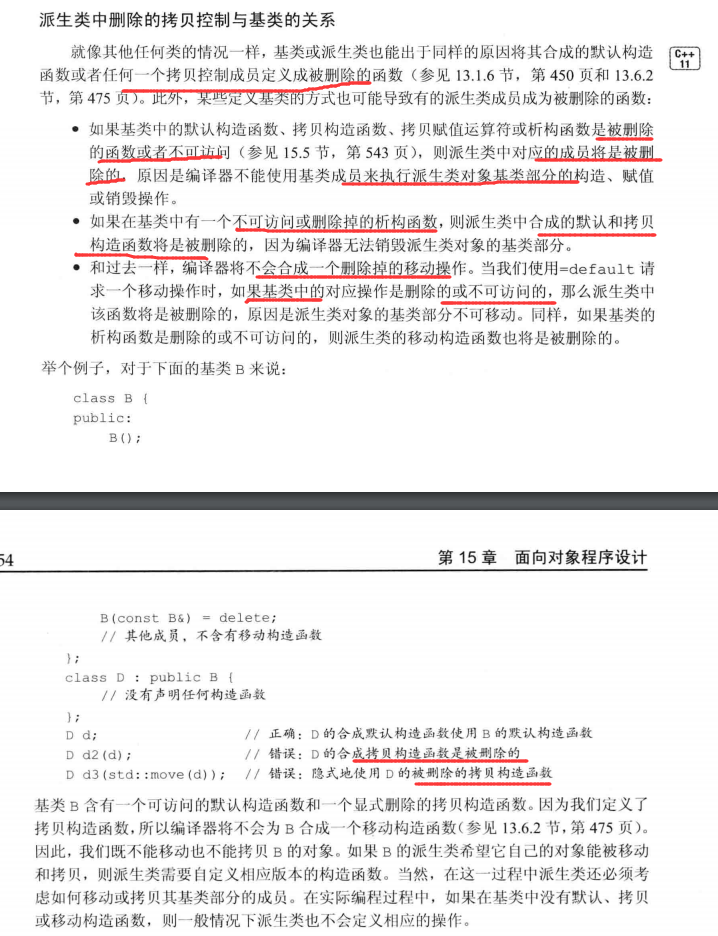 派生类中删除的拷贝控制与基类的关系
就像其他任何类的情况一样，基类或派生类也能出于同样的原因将其合成的默认构造
C++
11
函数或者任何一个拷贝控制成员定义成被删除的函数（参见 13.1.6 节，第 450 页和 13.6.2
节，第 475 页）。此外，某些定义基类的方式也可能导致有的派生类成员成为被删除的函数：
• 如果基类中的默认构造函数、拷贝构造函数、拷贝赋值运算符或析构函数是被删除
的函数或者不可访问（参见 15.5 节，第 543 页），则派生类中对应的成员将是被删
除的，原因是编译器不能使用基类成员来执行派生类对象基类部分的构造、赋值
或销毁操作。
• 如果在基类中有一个不可访问或删除掉的析构函数，则派生类中合成的默认和拷贝
构造函数将是被删除的，因为编译器无法销毁派生类对象的基类部分。
• 和过去一样，编译器将不会合成一个删除掉的移动操作。当我们使用=default 请
求一个移动操作时，如果基类中的对应操作是删除的或不可访问的，那么派生类中
该函数将是被删除的，原因是派生类对象的基类部分不可移动。同样，如果基类的
析构函数是删除的或不可访问的，则派生类的移动构造函数也将是被删除的。
举个例子，对于下面的基类 B 来说：
class B {
public:
B();
54
第 15 章 面向对象程序设计
B(const B&) = delete;
// 其他成员，不含有移动构造函数
};
class D : public B {
// 没有声明任何构造函数
};
D d; // 正确：D 的合成默认构造函数使用 B 的默认构造函数
D d2(d); // 错误：D 的合成拷贝构造函数是被删除的
D d3(std::move(d)); // 错误：隐式地使用 D 的被删除的拷贝构造函数
基类 B 含有一个可访问的默认构造函数和一个显式删除的拷贝构造函数。因为我们定义了
拷贝构造函数，所以编译器将不会为 B 合成一个移动构造函数（参见 13.6.2 节，第 475 页）。
因此，我们既不能移动也不能拷贝 B 的对象。如果 B 的派生类希望它自己的对象能被移动
和拷贝，则派生类需要自定义相应版本的构造函数。当然，在这一过程中派生类还必须考
虑如何移动或拷贝其基类部分的成员。在实际编程过程中，如果在基类中没有默认、拷贝
或移动构造函数，则一般情况下派生类也不会定义相应的操作。